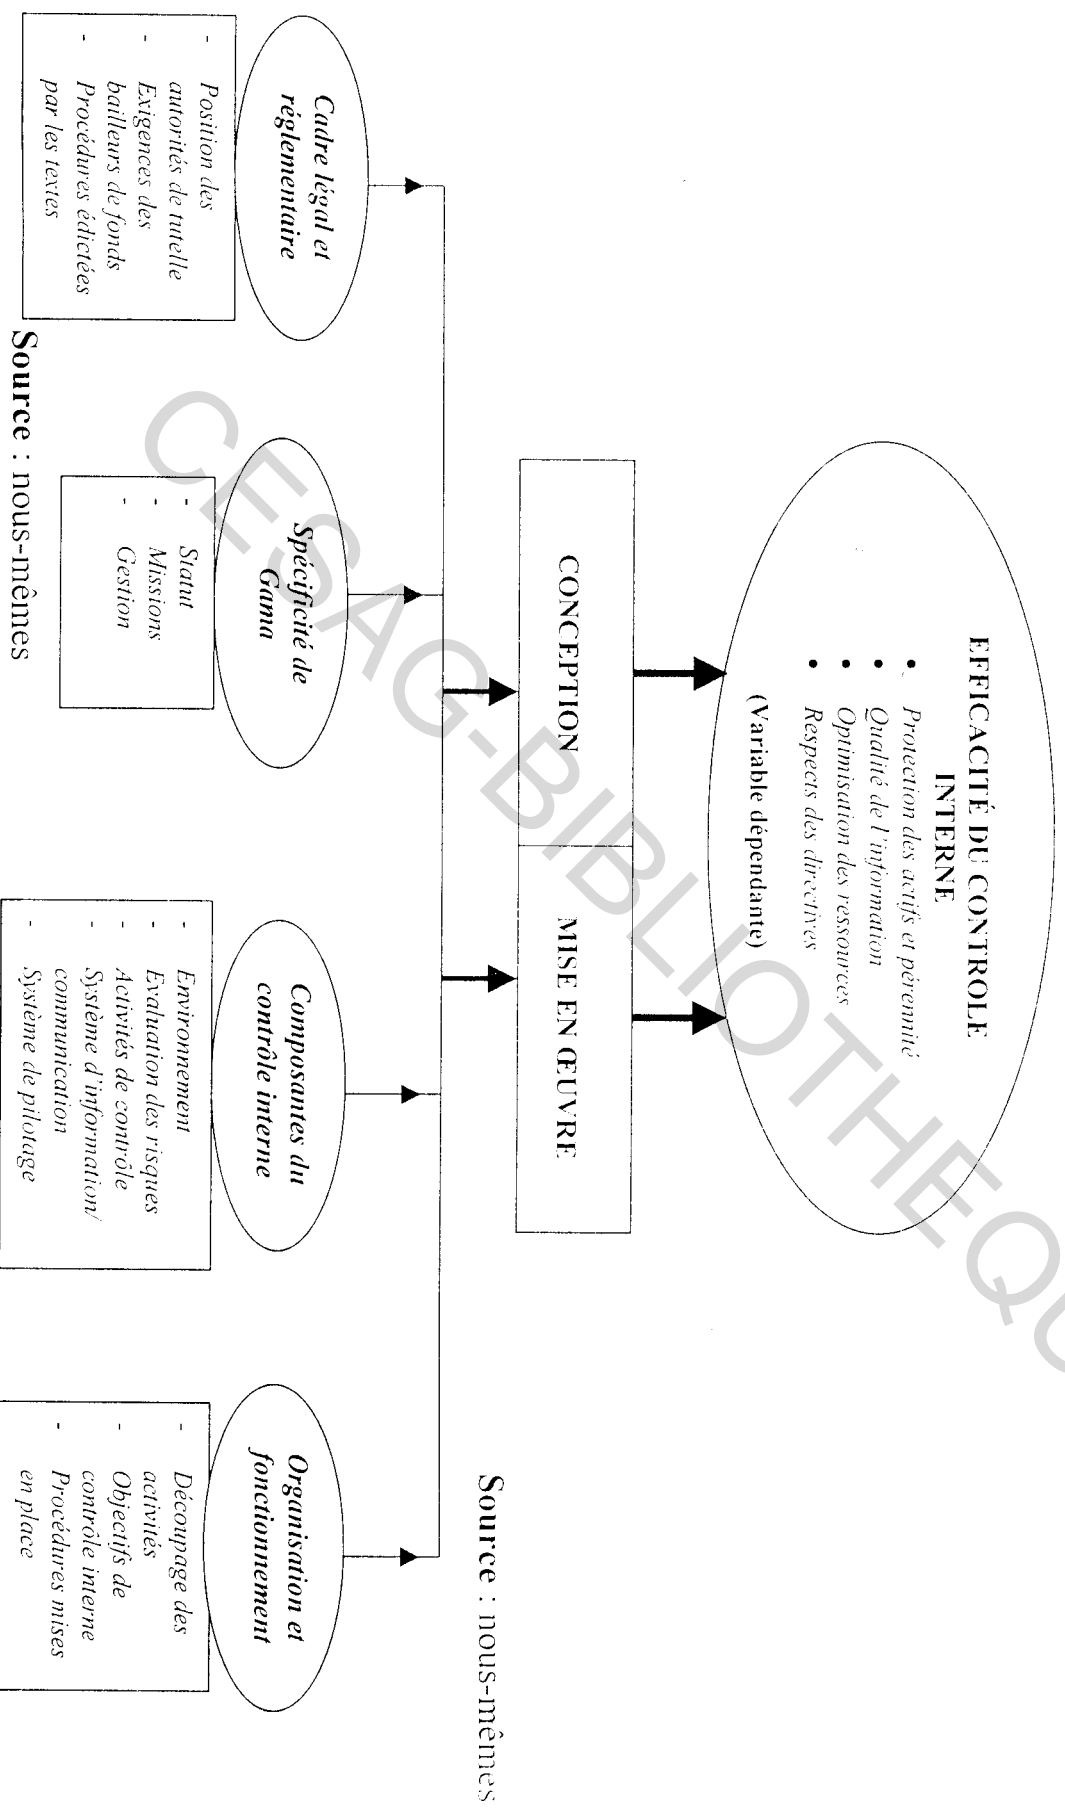 EFFICACITÉ DU CONTROLE
INTERNE
• Protection des actifs et pérennité
• Qualité de l'information
• Optimisation des ressources
• Respects des directives
(Variable dépendante)
CONCEPTION
MISE EN ŒUVRE
Source : nous-mêmes
Cadre légal et
réglementaire
- Position des
autorités de tutelle
- Exigences des
bailleurs de fonds
- Procédures édictées
par les textes
Spécificité de
Gama
- Statut
- Missions
- Gestion
Composantes du
contrôle interne
- Environnement
- Evaluation des risques
- Activités de contrôle
- Système d'information/
communication
- Système de pilotage
Organisation et
fonctionnement
- Découpage des
activités
- Objectifs de
contrôle interne
- Procédures mises
en place
Source : nous-mêmes
CESAG-BIBLIOTHEQU